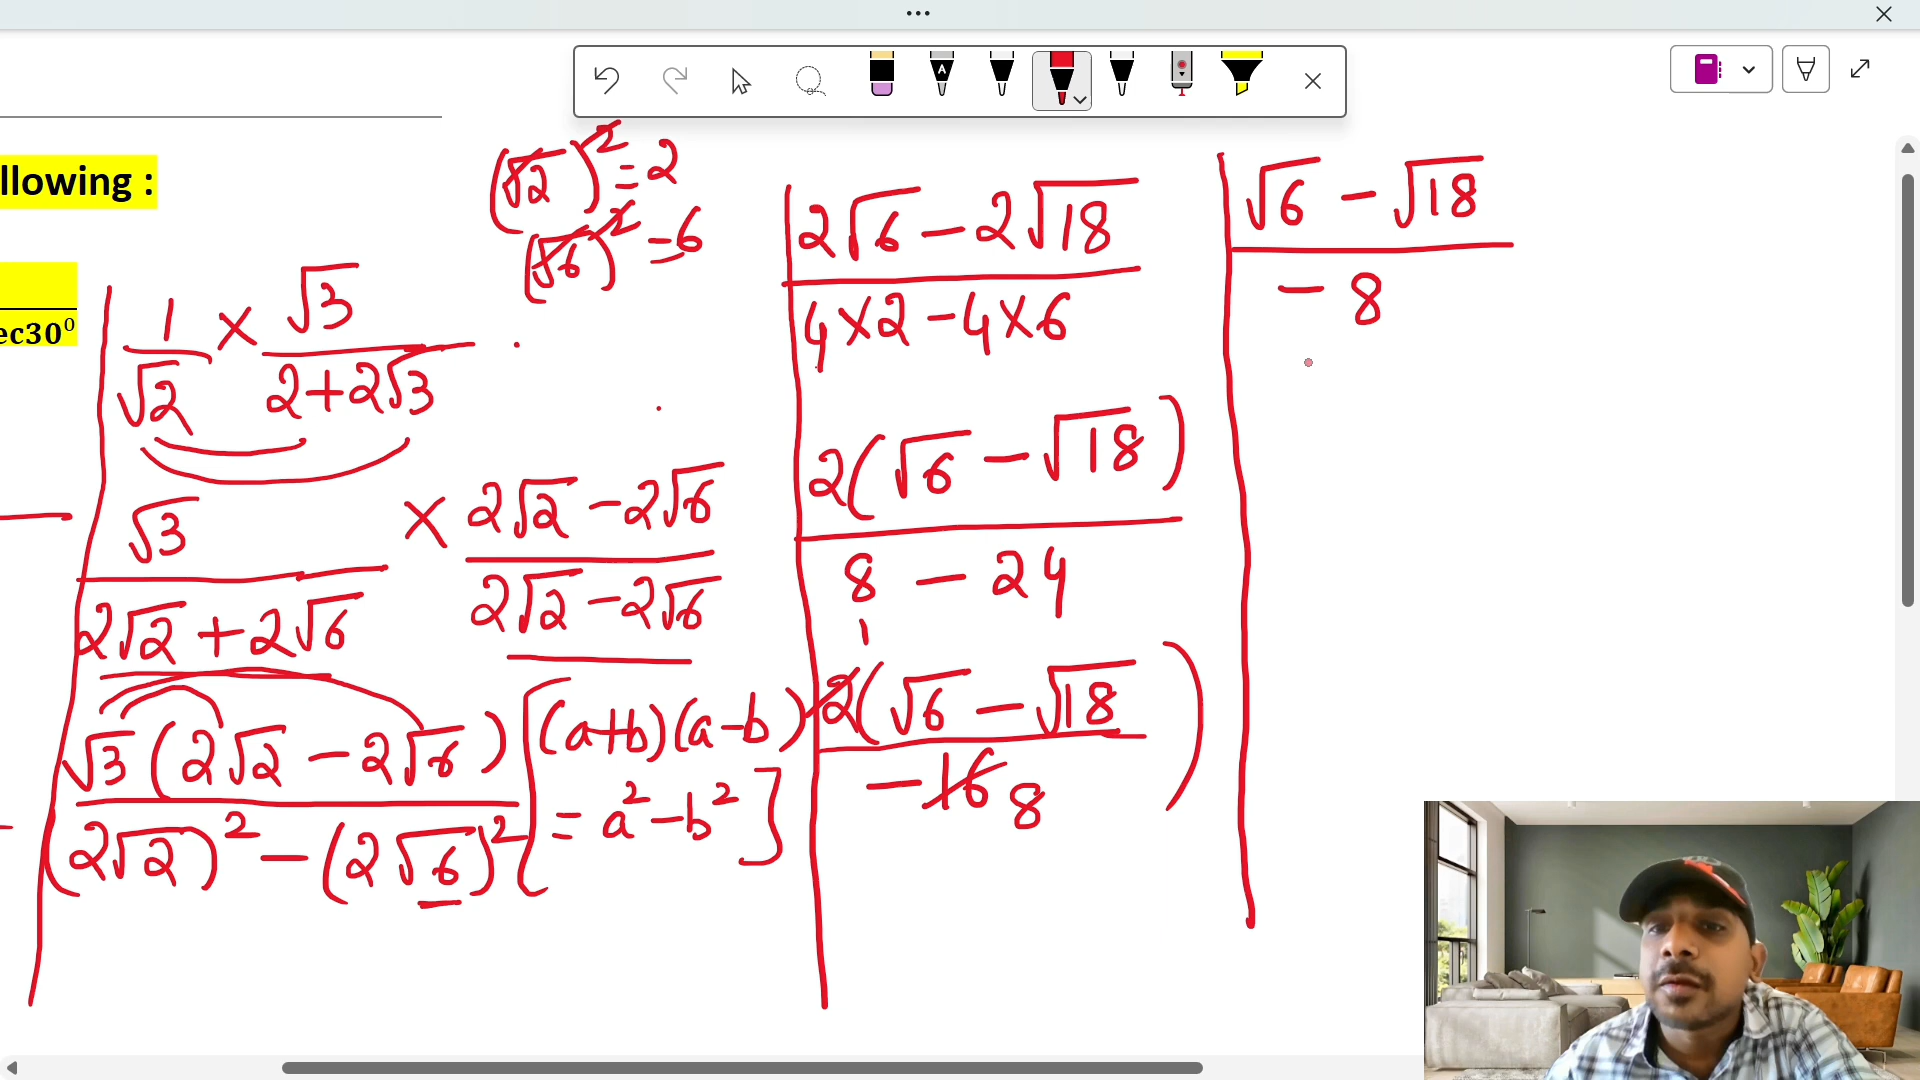 llowing :
ec30⁰
1/√2 × √3/(2+2√3)
√3/(2√2+2√6) × (2√2-2√6)/(2√2-2√6)
√3(2√2-2√6)/((2√2)²-(2√6)²)
[(a+b)(a-b)
= a²-b²]
(√2)²=2
(√6)²=6
(2√6-2√18)/(4×2-4×6)
2(√6-√18)/(8-24)
1
2(√6-√18)/(-16)
8
(√6-√18)/(-8)